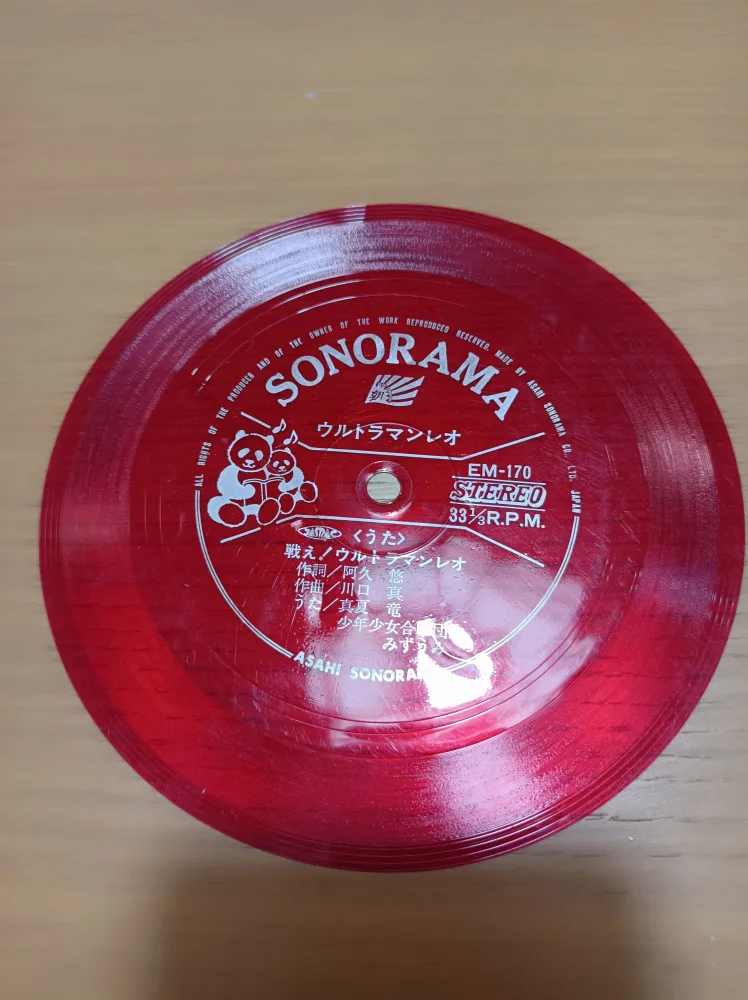 ALL RIGHTS OF THE PRODUCER AND OF THE OWNER OF THE WORK REPRODUCED RESERVED. MADE BY ASAHI SONORAMA CO. LTD. JAPAN
SONORAMA
ウルトラマンレオ
EM-170
STEREO
33⅓R.P.M.
〈うた〉
戦え!ウルトラマンレオ
作詞/阿久 悠
作曲/川口 真
うた/真夏 竜
少年少女合唱団
みずうみ
ASAHI SONORAMA